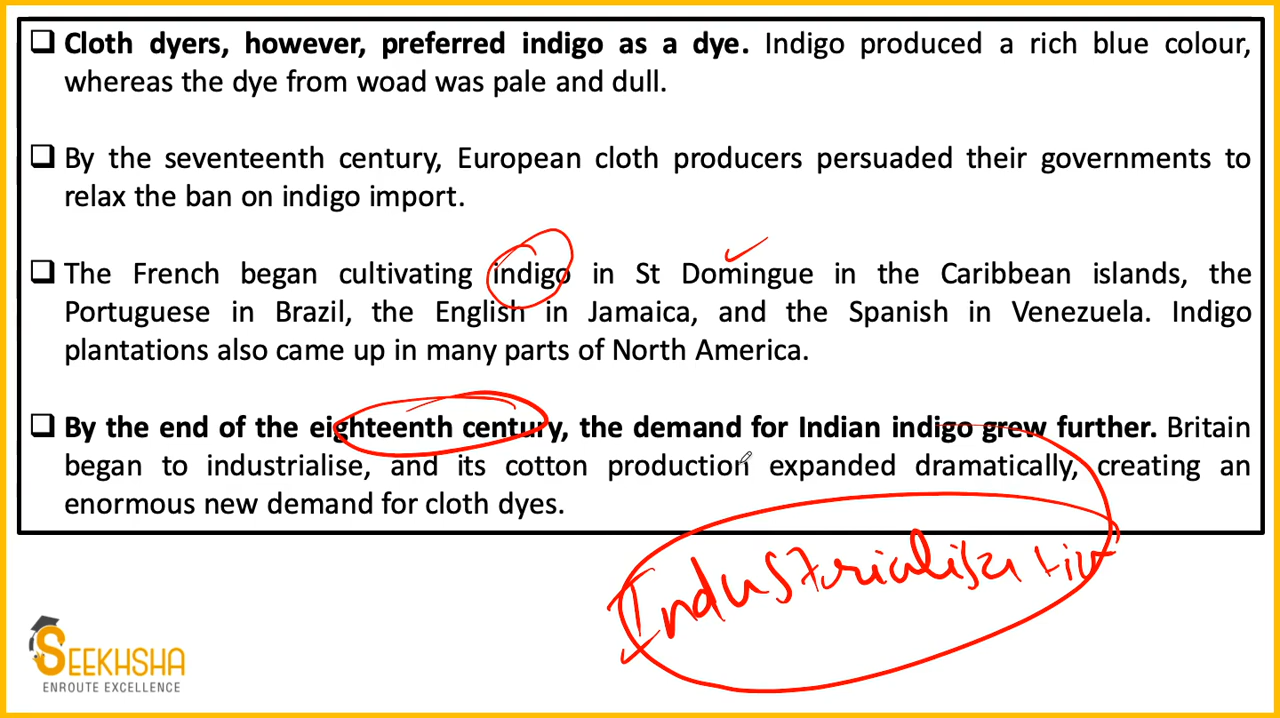 ❑ Cloth dyers, however, preferred indigo as a dye. Indigo produced a rich blue colour,
whereas the dye from woad was pale and dull.
❑ By the seventeenth century, European cloth producers persuaded their governments to
relax the ban on indigo import.
❑ The French began cultivating indigo in St Domingue in the Caribbean islands, the
Portuguese in Brazil, the English in Jamaica, and the Spanish in Venezuela. Indigo
plantations also came up in many parts of North America.
❑ By the end of the eighteenth century, the demand for Indian indigo grew further. Britain
began to industrialise, and its cotton production expanded dramatically, creating an
enormous new demand for cloth dyes.
Industerialisation
SEEKHSHA
ENROUTE EXCELLENCE